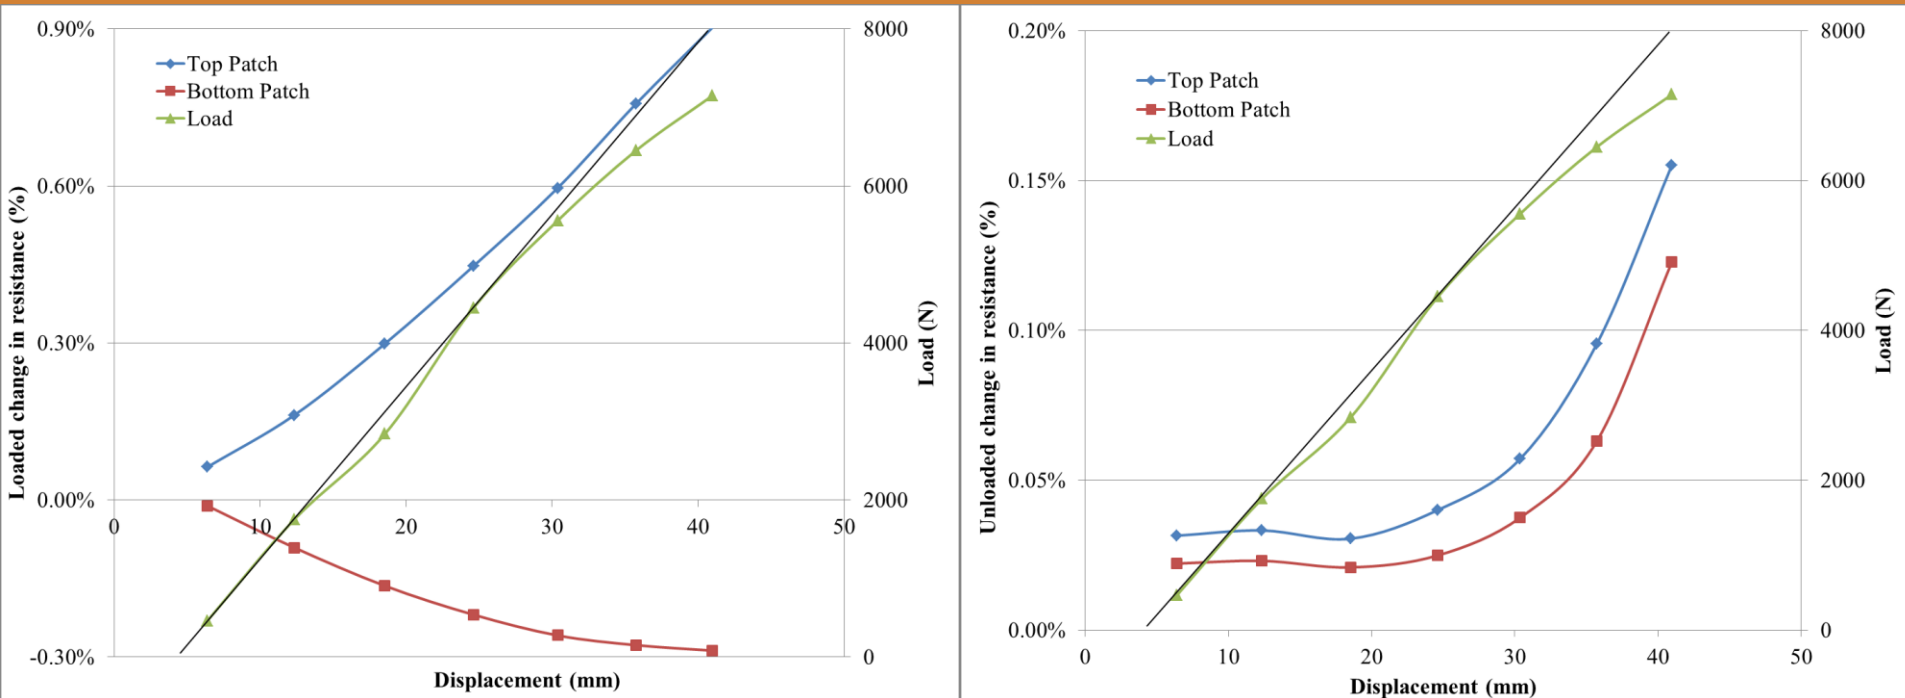 0.90%
0.60%
0.30%
0.00%
-0.30%
Loaded change in resistance (%)
Top Patch
Bottom Patch
Load
0
10
20
30
40
50
Displacement (mm)
8000
6000
4000
2000
0
Load (N)
0.20%
0.15%
0.10%
0.05%
0.00%
Unloaded change in resistance (%)
Top Patch
Bottom Patch
Load
0
10
20
30
40
50
Displacement (mm)
8000
6000
4000
2000
0
Load (N)